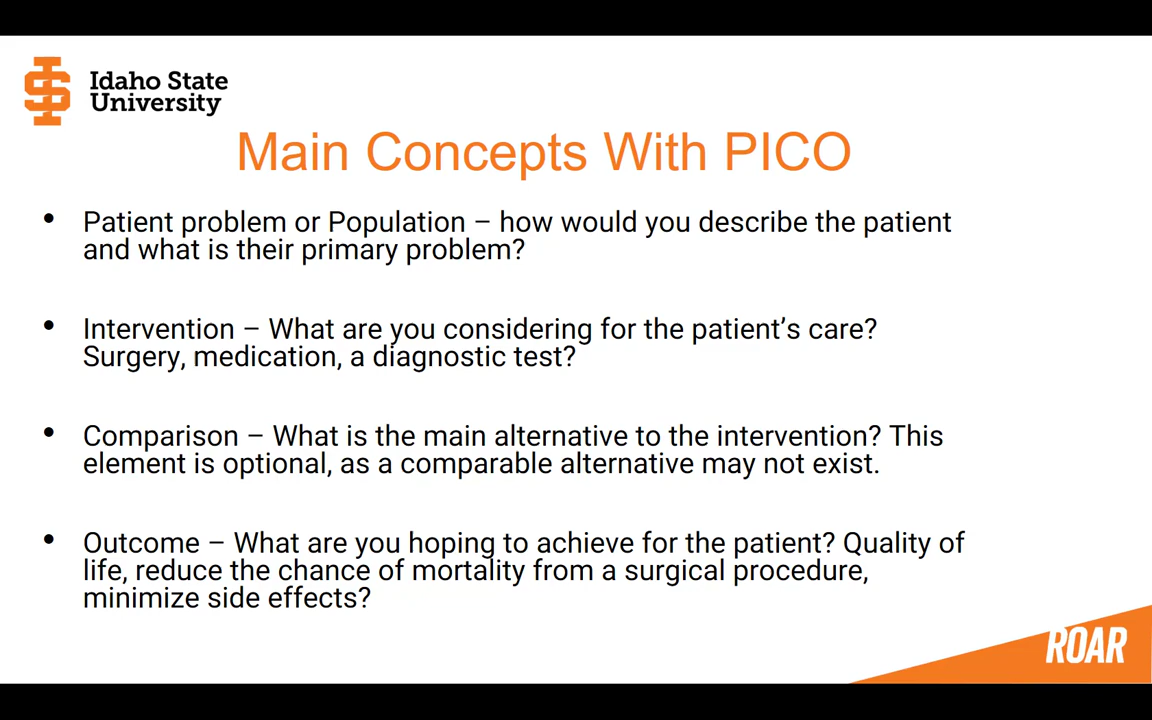 Idaho State
University
Main Concepts With PICO
• Patient problem or Population – how would you describe the patient
and what is their primary problem?
• Intervention – What are you considering for the patient’s care?
Surgery, medication, a diagnostic test?
• Comparison – What is the main alternative to the intervention? This
element is optional, as a comparable alternative may not exist.
• Outcome – What are you hoping to achieve for the patient? Quality of
life, reduce the chance of mortality from a surgical procedure,
minimize side effects?
ROAR